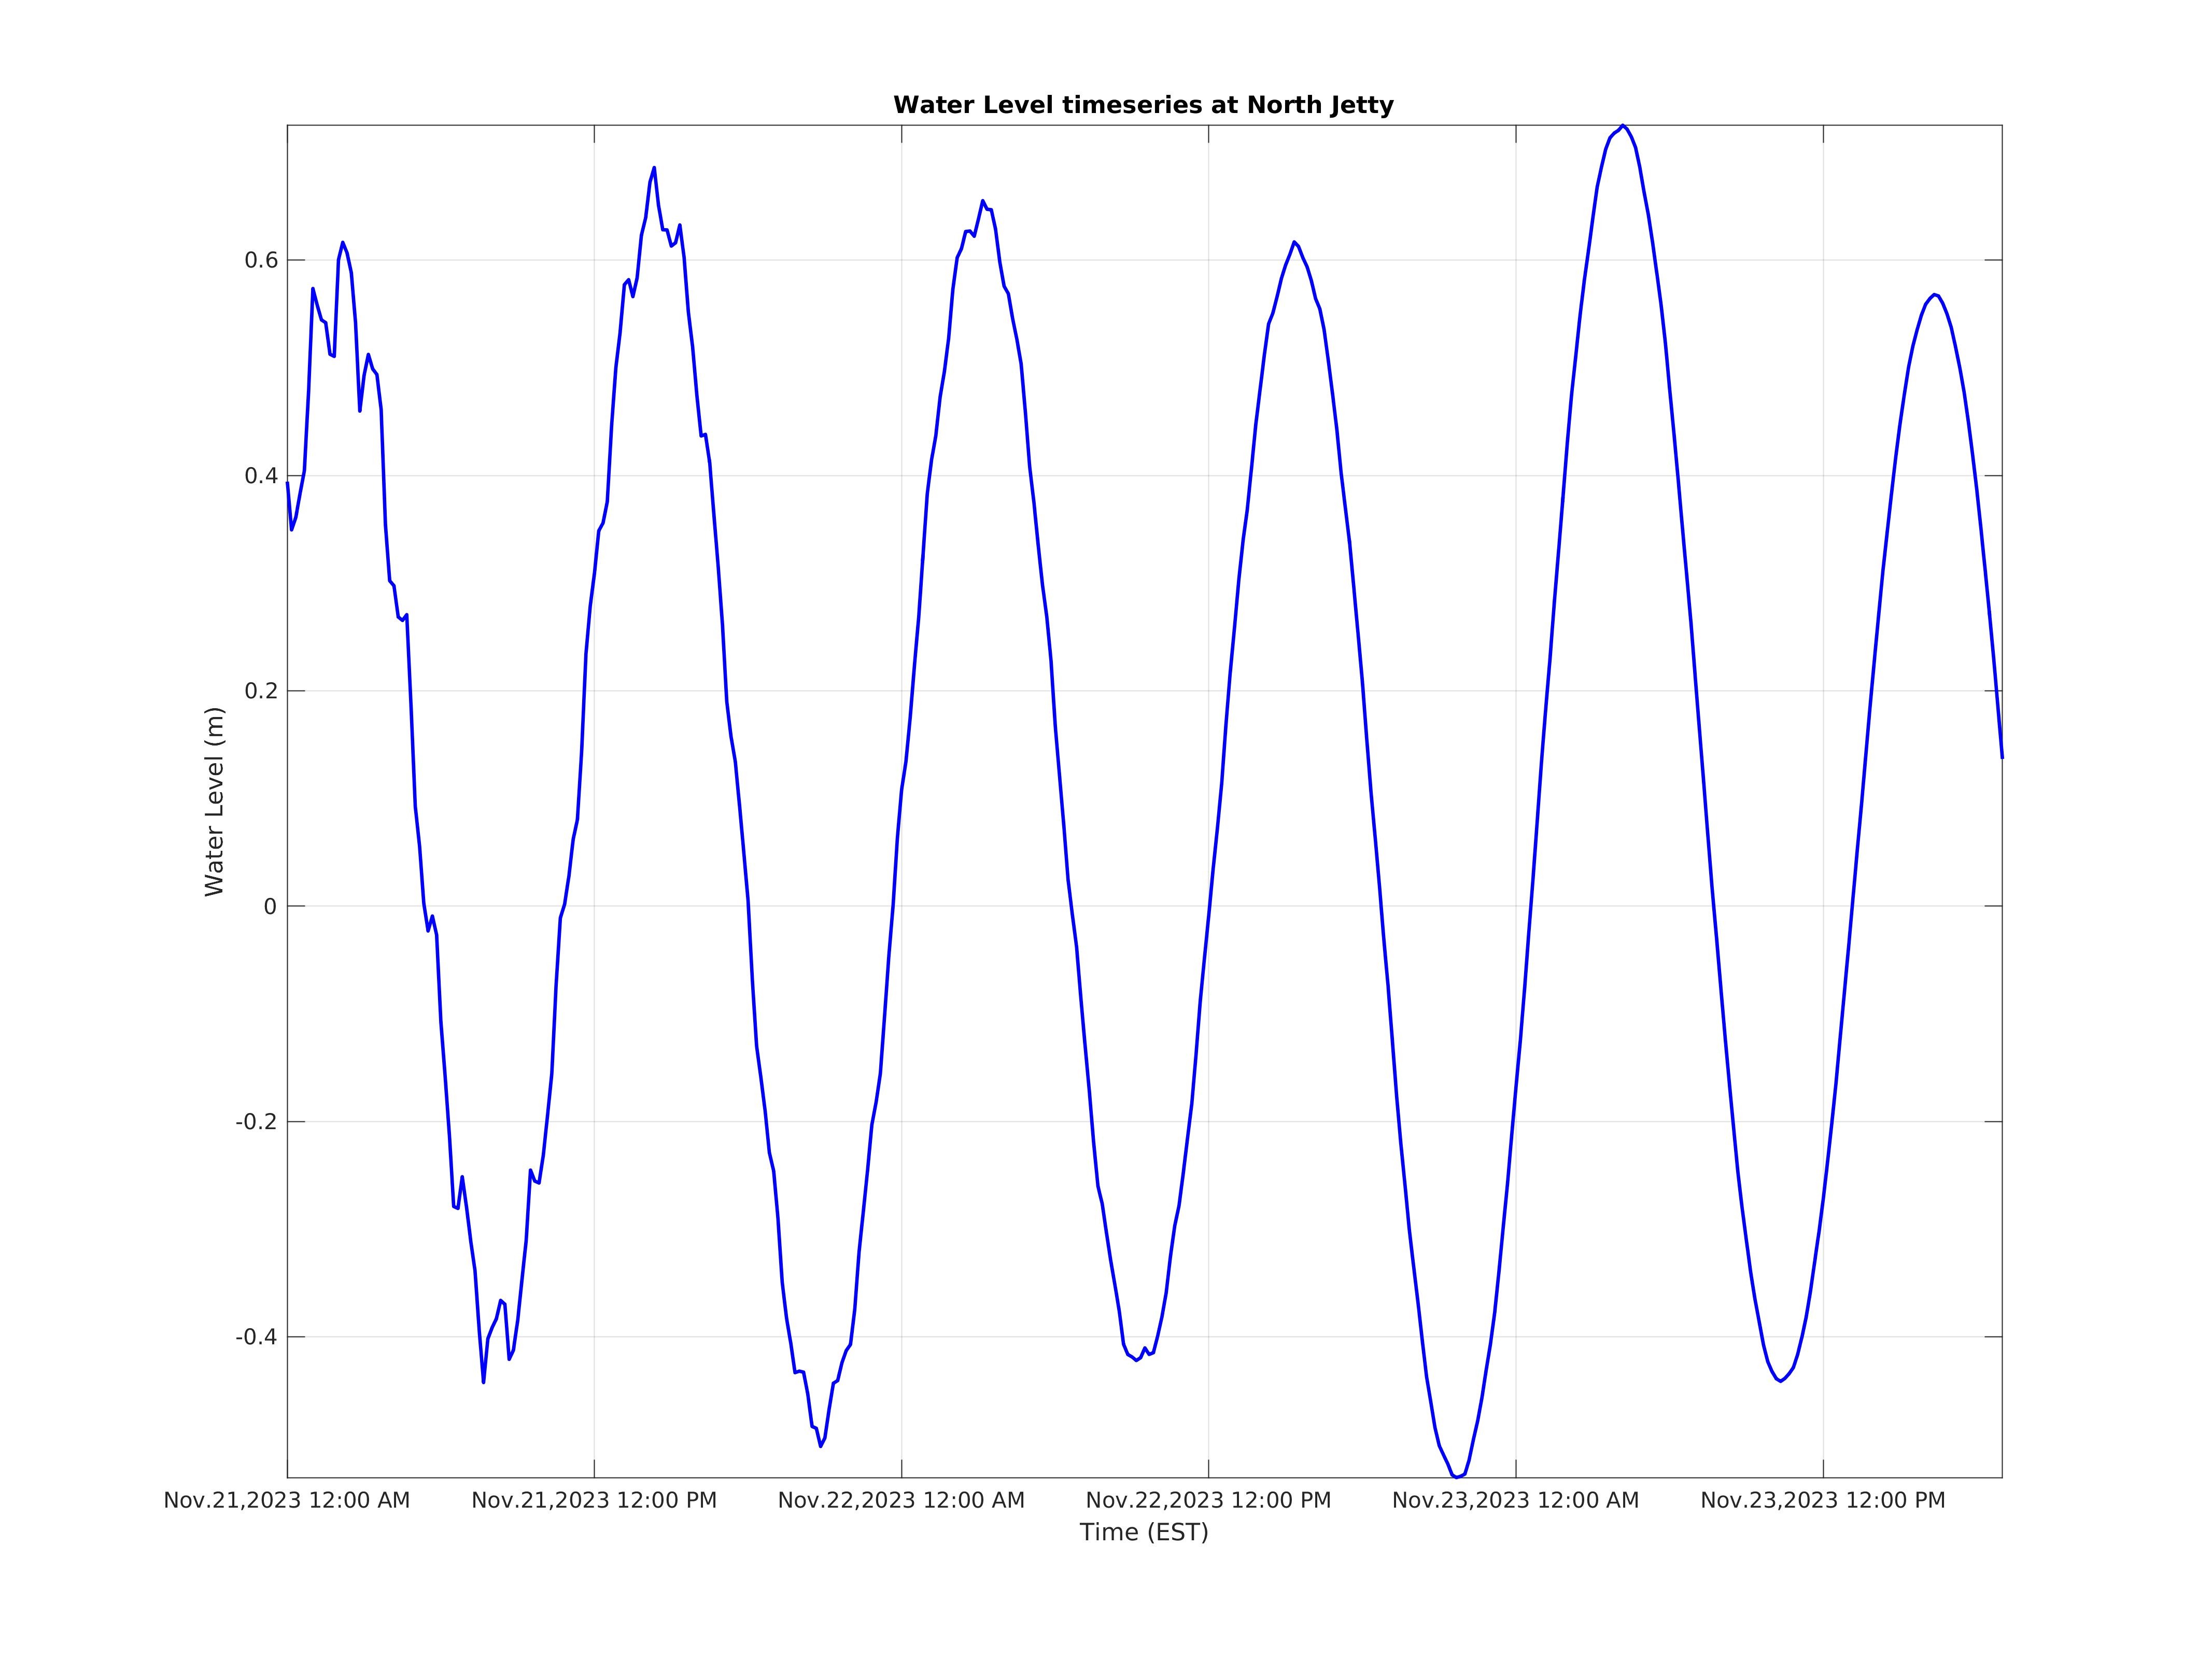 Water Level timeseries at North Jetty
0.6
0.4
0.2
0
-0.2
-0.4
Water Level (m)
Nov.21,2023 12:00 AM
Nov.21,2023 12:00 PM
Nov.22,2023 12:00 AM
Nov.22,2023 12:00 PM
Nov.23,2023 12:00 AM
Nov.23,2023 12:00 PM
Time (EST)